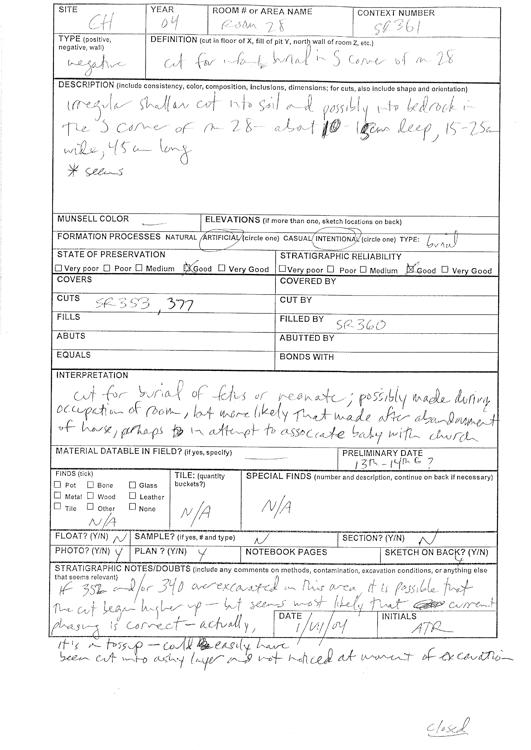 SITE CH YEAR 04 ROOM # OR AREA NAME Room 28 CONTEXT NUMBER SR361
TYPE (positive, negative, wall) negative DEFINITION (cut in floor of X, fill of pit Y, north wall of room Z, etc.) cut for infant burial in S corner of rm 28
DESCRIPTION (include consistency, color, composition, inclusions, dimensions; for cuts, also include shape and orientation)
irregular shallow cut into soil and possibly into bedrock in
the S corner of rm 28 - about 10 - 15cm deep, 15-25cm
wide, 45 cm long
* seems
MUNSELL COLOR — ELEVATIONS (if more than one, sketch locations on back)
FORMATION PROCESSES NATURAL / ARTIFICIAL (circle one) CASUAL / INTENTIONAL (circle one) TYPE: burial
STATE OF PRESERVATION STRATIGRAPHIC RELIABILITY
Very poor Poor Medium Good Very Good Very poor Poor Medium Good Very Good
COVERS COVERED BY
CUTS SR353, 377 CUT BY
FILLS FILLED BY SR360
ABUTS ABUTTED BY
EQUALS BONDS WITH
INTERPRETATION
cut for burial of fetus or neonate; possibly made during
occupation of room, but more likely that made after abandonment
of house, perhaps in attempt to associate baby with church
MATERIAL DATABLE IN FIELD? (if yes, specify) — PRELIMINARY DATE 13th-14th c?
FINDS (tick) TILE: (quantity buckets?) SPECIAL FINDS (number and description, continue on back if necessary)
Pot Bone Glass
Metal Wood Leather
Tile Other None
N/A N/A N/A
FLOAT? (Y/N) N SAMPLE? (if yes, # and type) N SECTION? (Y/N) N
PHOTO? (Y/N) Y PLAN ? (Y/N) Y NOTEBOOK PAGES SKETCH ON BACK? (Y/N)
STRATIGRAPHIC NOTES/DOUBTS (include any comments on methods, contamination, excavation conditions, or anything else
that seems relevant)
If 352 and/or 340 overexcavated in this area, it is possible that
the cut began higher up - but seems most likely that current
phasing is correct - actually, DATE 1/VII/04 INITIALS ATR
it's a tossup - could easily have
been cut into ashy layer and not noticed at moment of excavation
closed